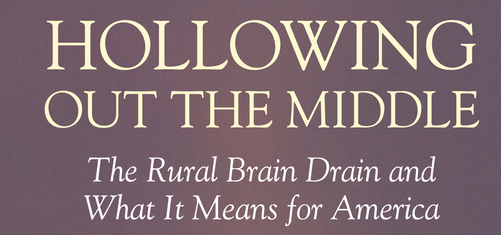 HOLLOWING
OUT THE MIDDLE
The Rural Brain Drain and
What It Means for America